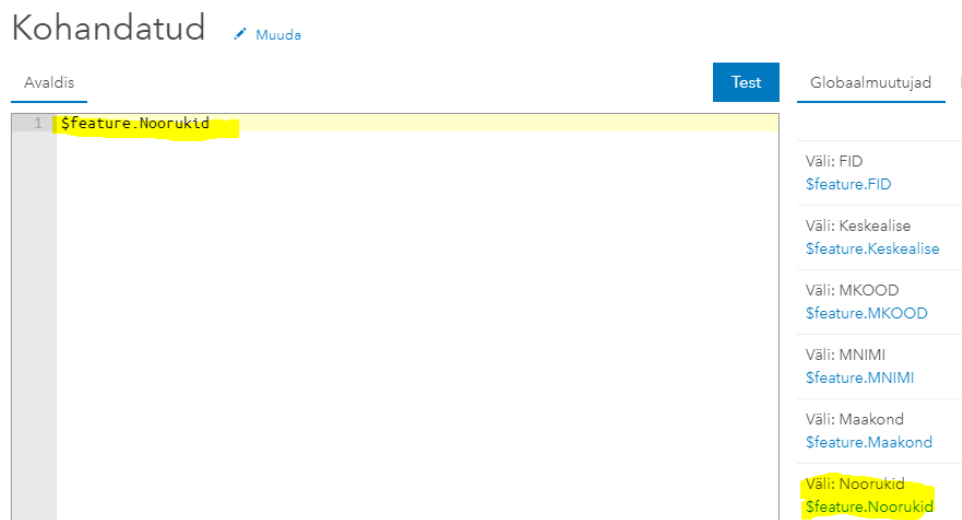 Kohandatud Muuda
Avaldis Test Globaalmuutujad
1 $feature.Noorukid
Väli: FID
$feature.FID
Väli: Keskealise
$feature.Keskealise
Väli: MKOOD
$feature.MKOOD
Väli: MNIMI
$feature.MNIMI
Väli: Maakond
$feature.Maakond
Väli: Noorukid
$feature.Noorukid